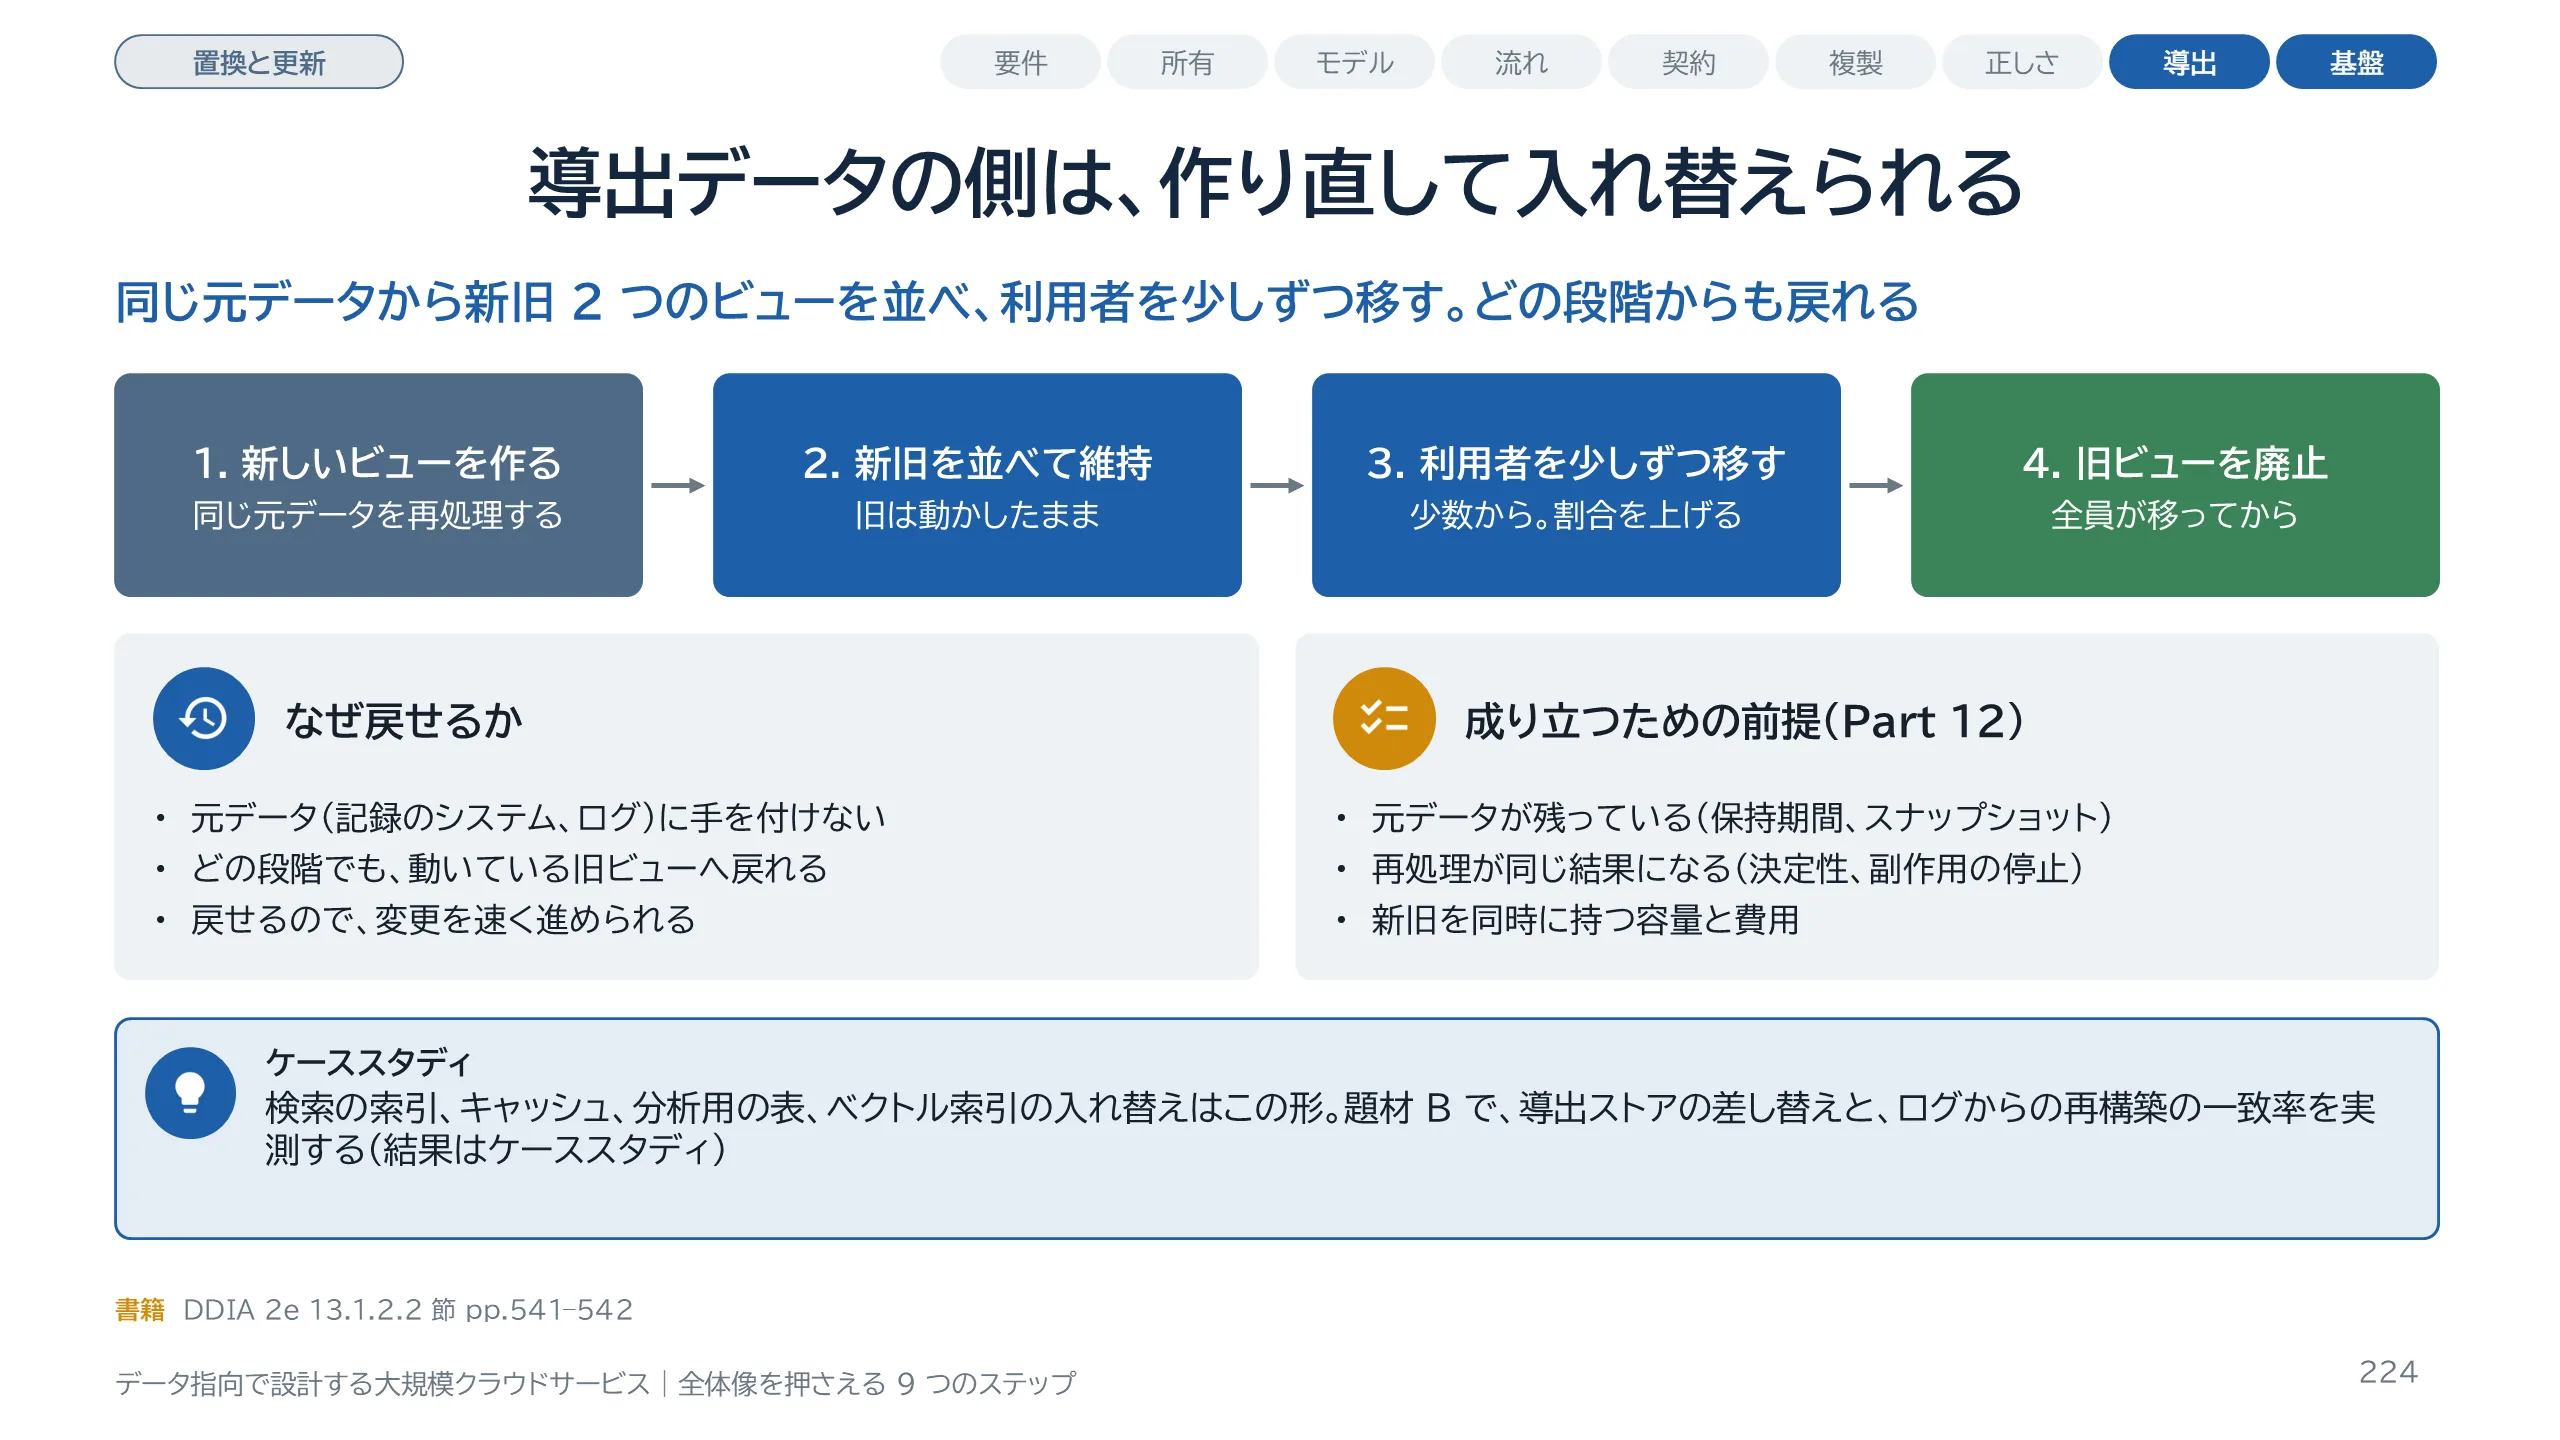 置換と更新
要件
所有
モデル
流れ
契約
複製
正しさ
導出
基盤
導出データの側は、作り直して入れ替えられる
同じ元データから新旧 2 つのビューを並べ、利用者を少しずつ移す。どの段階からも戻れる
1. 新しいビューを作る
同じ元データを再処理する
2. 新旧を並べて維持
旧は動かしたまま
3. 利用者を少しずつ移す
少数から。割合を上げる
4. 旧ビューを廃止
全員が移ってから
なぜ戻せるか
・ 元データ（記録のシステム、ログ）に手を付けない
・ どの段階でも、動いている旧ビューへ戻れる
・ 戻せるので、変更を速く進められる
成り立つための前提（Part 12）
・ 元データが残っている（保持期間、スナップショット）
・ 再処理が同じ結果になる（決定性、副作用の停止）
・ 新旧を同時に持つ容量と費用
ケーススタディ
検索の索引、キャッシュ、分析用の表、ベクトル索引の入れ替えはこの形。題材 B で、導出ストアの差し替えと、ログからの再構築の一致率を実
測する（結果はケーススタディ）
書籍 DDIA 2e 13.1.2.2 節 pp.541–542
データ指向で設計する大規模クラウドサービス｜全体像を押さえる 9 つのステップ
224